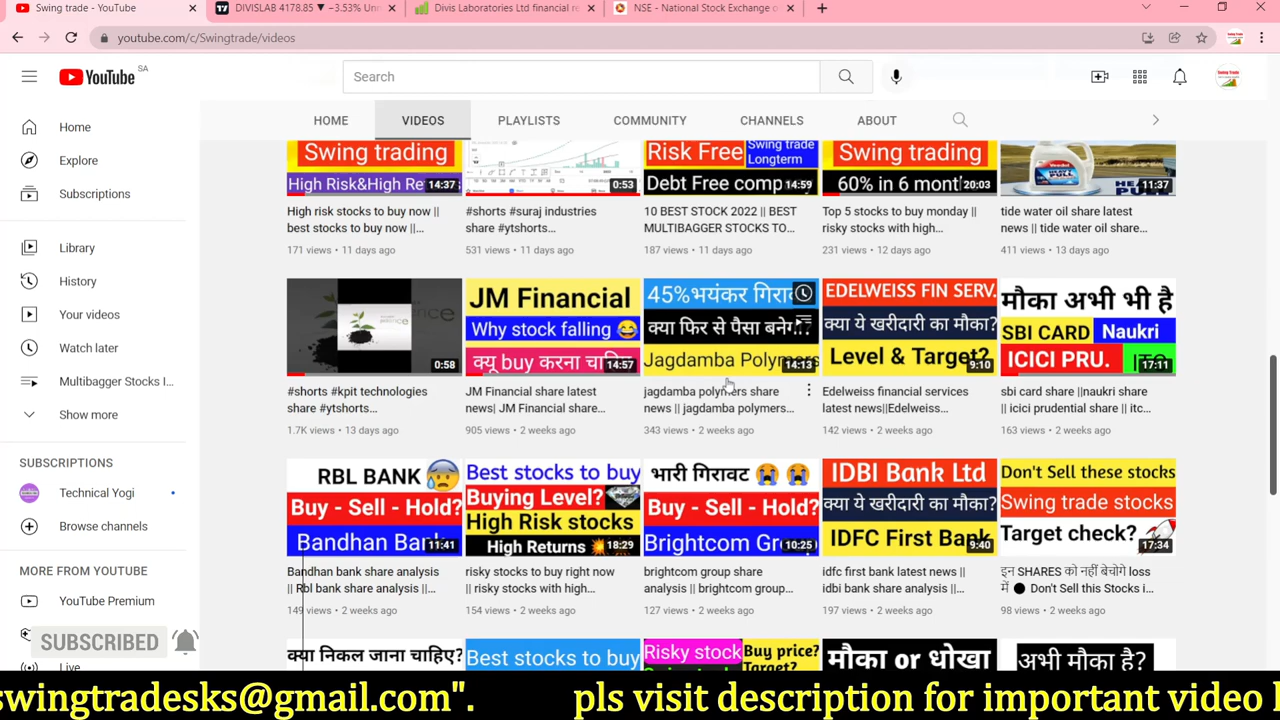 Swing trade - YouTube
DIVISLAB 4178.85 ▼ −3.53% Un
Divis Laboratories Ltd financial re
NSE - National Stock Exchange o
youtube.com/c/Swingtrade/videos
YouTube SA
Search
HOME
VIDEOS
PLAYLISTS
COMMUNITY
CHANNELS
ABOUT
Home
Explore
Subscriptions
Library
History
Your videos
Watch later
Multibagger Stocks I...
Show more
SUBSCRIPTIONS
Technical Yogi
Browse channels
MORE FROM YOUTUBE
YouTube Premium
Live
SUBSCRIBED
Swing trading
High Risk&High Re
14:37
High risk stocks to buy now ||
best stocks to buy now ||...
171 views • 11 days ago
0:53
#shorts #suraj industries
share #ytshorts...
531 views • 11 days ago
Risk Free
Swing trade
Longterm
Debt Free comp
14:59
10 BEST STOCK 2022 || BEST
MULTIBAGGER STOCKS TO...
187 views • 11 days ago
Swing trading
60% in 6 mont
20:03
Top 5 stocks to buy monday ||
risky stocks with high...
231 views • 12 days ago
11:37
tide water oil share latest
news || tide water oil share...
411 views • 13 days ago
0:58
#shorts #kpit technologies
share #ytshorts...
1.7K views • 13 days ago
JM Financial
Why stock falling 😂
क्यू buy करना चाहि
14:57
JM Financial share latest
news| JM Financial share...
905 views • 2 weeks ago
45%भयंकर गिरा
क्या फिर से पैसा बने
Jagdamba Polymers
14:13
jagdamba polymers share
news || jagdamba polymers...
343 views • 2 weeks ago
EDELWEISS FIN SERV.
क्या ये खरीदारी का मौका?
Level & Target?
9:10
Edelweiss financial services
latest news||Edelweiss...
142 views • 2 weeks ago
मौका अभी भी है
SBI CARD
Naukri
ICICI PRU.
17:11
sbi card share ||naukri share
|| icici prudential share || itc...
163 views • 2 weeks ago
RBL BANK 😰
Buy - Sell - Hold?
Bandhan Bank
11:41
Bandhan bank share analysis
|| Rbl bank share analysis ||...
149 views • 2 weeks ago
Best stocks to buy
Buying Level?
High Risk stocks
High Returns 💥
18:29
risky stocks to buy right now
|| risky stocks with high...
154 views • 2 weeks ago
भारी गिरावट 😭 😭
Buy - Sell - Hold?
Brightcom Gr
10:25
brightcom group share
analysis || brightcom group...
127 views • 2 weeks ago
IDBI Bank Ltd
क्या ये खरीदारी का मौका?
IDFC First Bank
9:40
idfc first bank latest news ||
idbi bank share analysis ||...
197 views • 2 weeks ago
Don't Sell these stocks
Swing trade stocks
Target check? 🚀
17:34
इन SHARES को नहीं बेचोगे loss
में ● Don't Sell this Stocks i...
98 views • 2 weeks ago
क्या निकल जाना चाहिए?
Best stocks to buy
Risky stock
Buy price?
Target?
मौका or धोखा
अभी मौका है?
swingtradesks@gmail.com". pls visit description for important video l